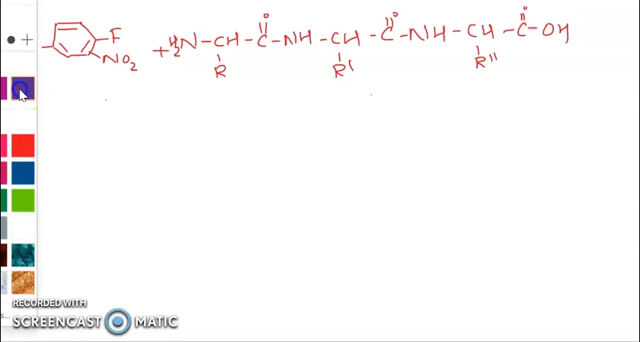 F
NO2
+ H2N - CH - C - NH - CH - C - NH - CH - C - OH
O O O
R R' R"
RECORDED WITH
SCREENCAST MATIC